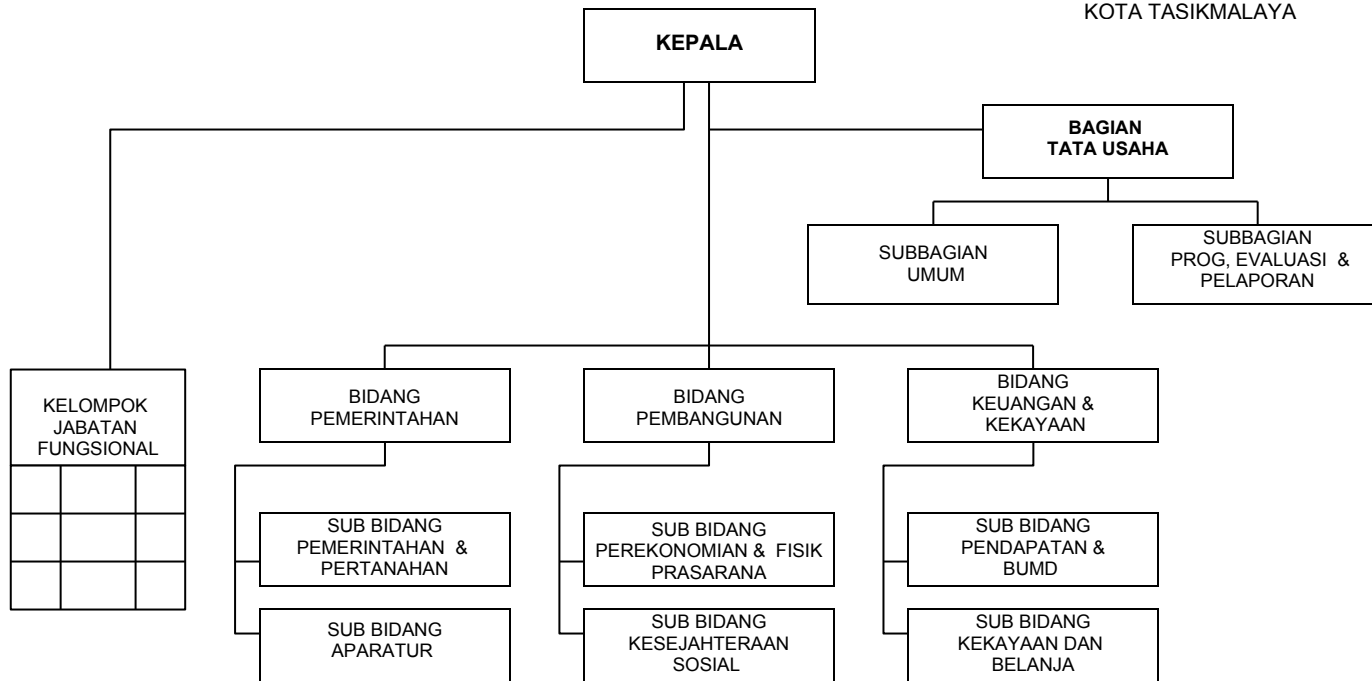 KOTA TASIKMALAYA
KEPALA
BAGIAN
TATA USAHA
SUBBAGIAN
UMUM
SUBBAGIAN
PROG, EVALUASI &
PELAPORAN
KELOMPOK
JABATAN
FUNGSIONAL
BIDANG
PEMERINTAHAN
BIDANG
PEMBANGUNAN
BIDANG
KEUANGAN &
KEKAYAAN
SUB BIDANG
PEMERINTAHAN &
PERTANAHAN
SUB BIDANG
PEREKONOMIAN & FISIK
PRASARANA
SUB BIDANG
PENDAPATAN &
BUMD
SUB BIDANG
APARATUR
SUB BIDANG
KESEJAHTERAAN
SOSIAL
SUB BIDANG
KEKAYAAN DAN
BELANJA